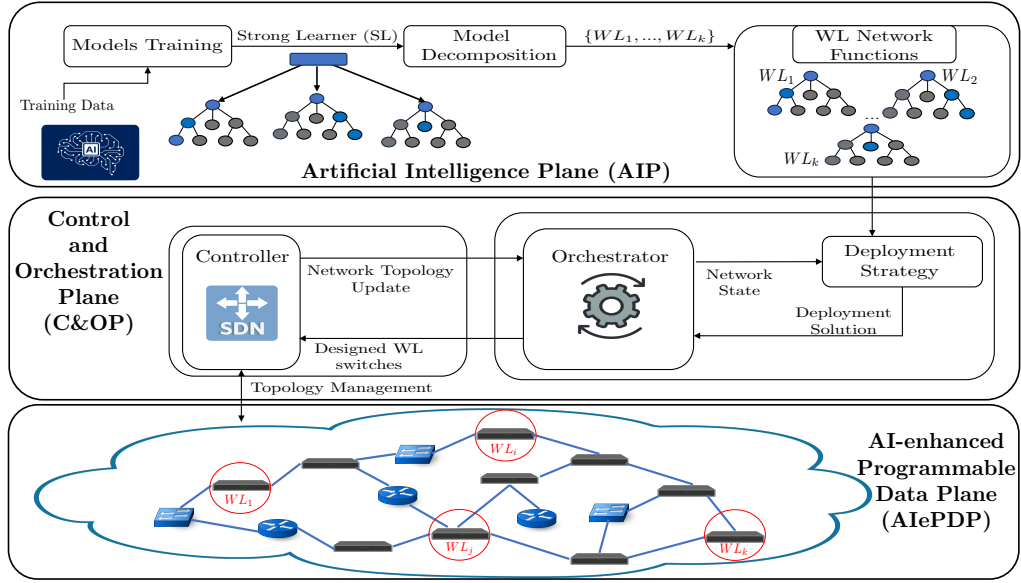 Models Training
Strong Learner (SL)
Model
Decomposition
{WL₁, ..., WLₖ}
WL Network
Functions
Training Data
AI
WL₁
WL₂
...
WLₖ
Artificial Intelligence Plane (AIP)
Control
and
Orchestration
Plane
(C&OP)
Controller
SDN
Network Topology
Update
Designed WL
switches
Orchestrator
Network
State
Deployment
Strategy
Deployment
Solution
Topology Management
WL₁
WLᵢ
WLⱼ
WLₖ
AI-enhanced
Programmable
Data Plane
(AIePDP)